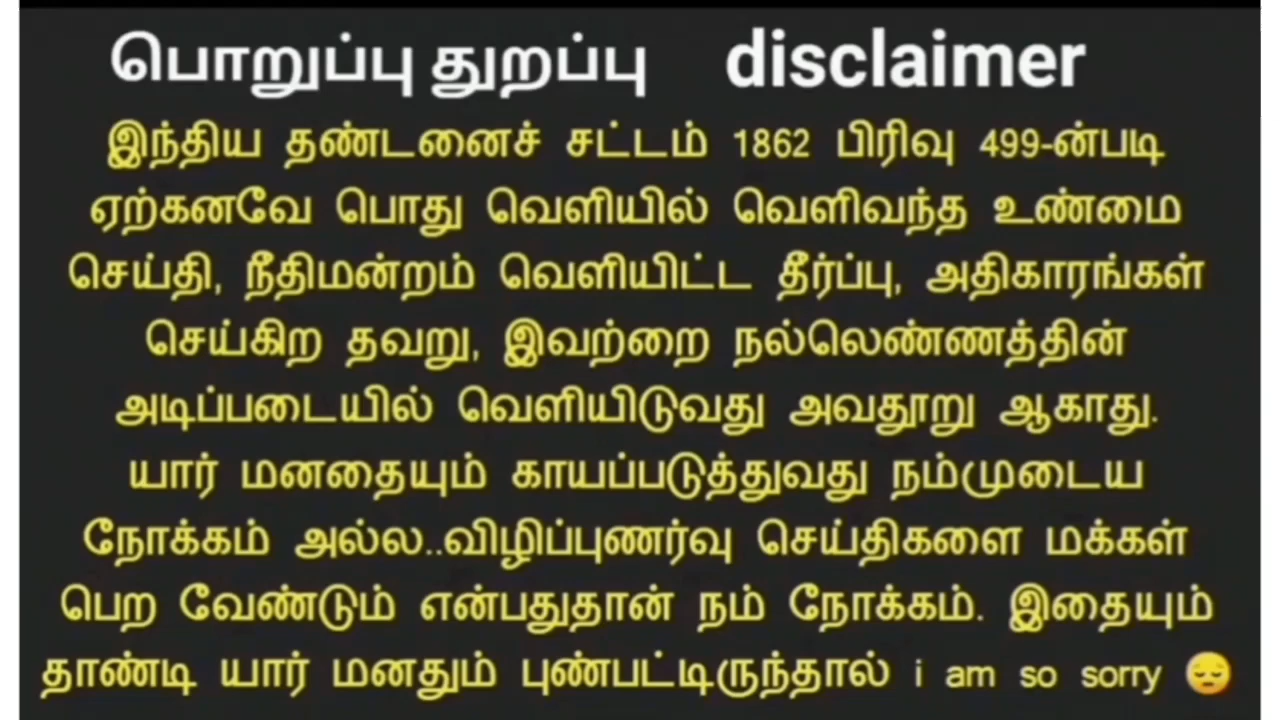 பொறுப்பு துறப்பு disclaimer
இந்திய தண்டனைச் சட்டம் 1862 பிரிவு 499-ன்படி
ஏற்கனவே பொது வெளியில் வெளிவந்த உண்மை
செய்தி, நீதிமன்றம் வெளியிட்ட தீர்ப்பு, அதிகாரங்கள்
செய்கிற தவறு, இவற்றை நல்லெண்ணத்தின்
அடிப்படையில் வெளியிடுவது அவதூறு ஆகாது.
யார் மனதையும் காயப்படுத்துவது நம்முடைய
நோக்கம் அல்ல..விழிப்புணர்வு செய்திகளை மக்கள்
பெற வேண்டும் என்பதுதான் நம் நோக்கம். இதையும்
தாண்டி யார் மனதும் புண்பட்டிருந்தால் i am so sorry 😔